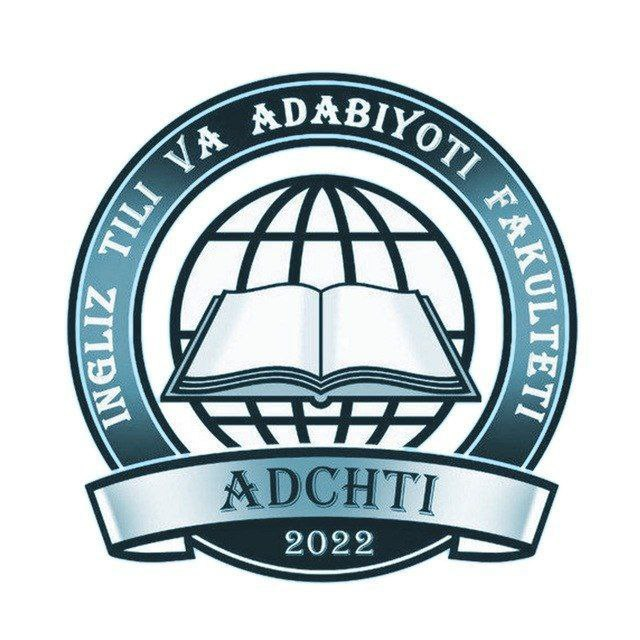 INGLIZ TILI VA ADABIYOTI FAKULTETI
ADCHTI
2022